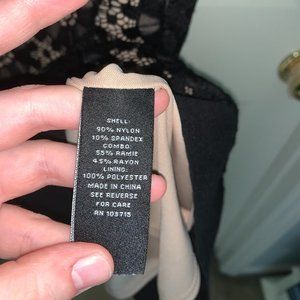 SHELL:
90% NYLON
10% SPANDEX
COMBO:
55% RAMIE
45% RAYON
LINING:
100% POLYESTER
MADE IN CHINA
SEE REVERSE
FOR CARE
RN 103715